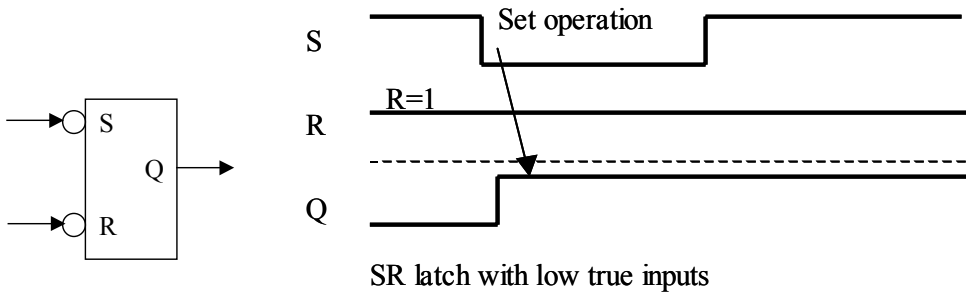 Set operation
S
R=1
R
Q
S
Q
R
SR latch with low true inputs